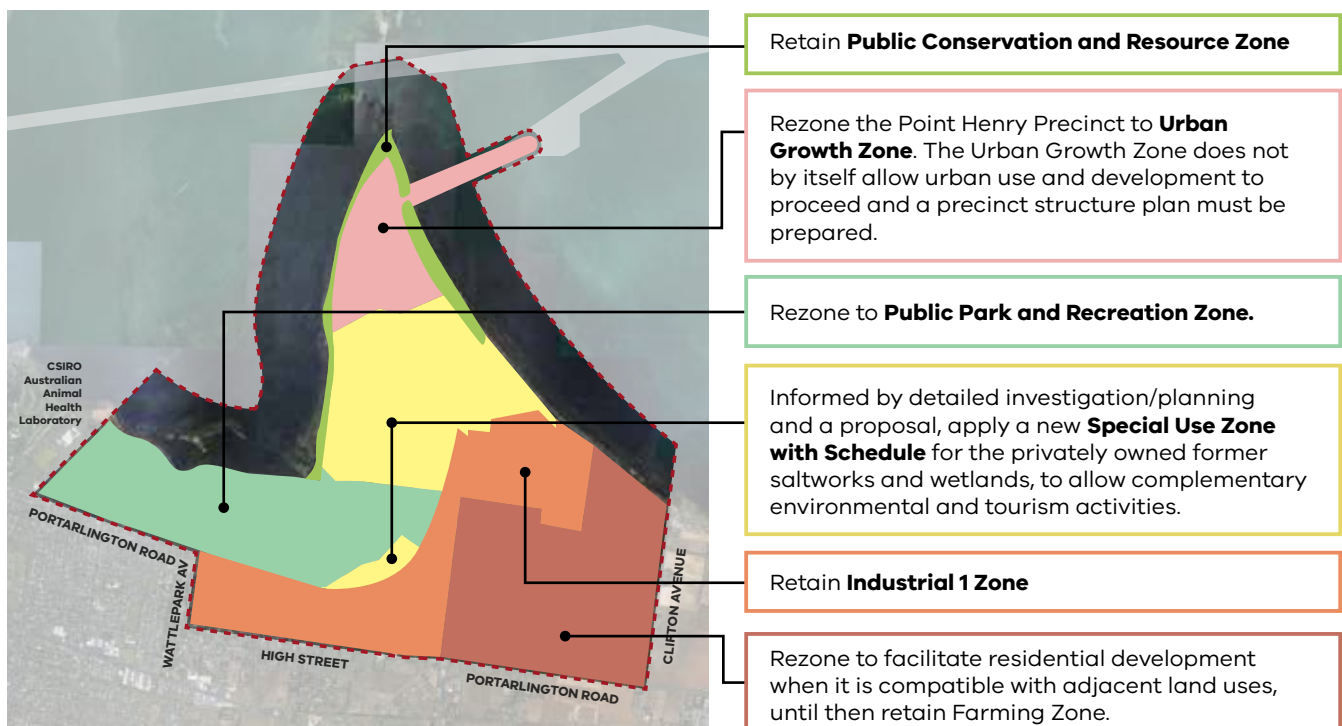 Retain Public Conservation and Resource Zone
Rezone the Point Henry Precinct to Urban
Growth Zone. The Urban Growth Zone does not
by itself allow urban use and development to
proceed and a precinct structure plan must be
prepared.
Rezone to Public Park and Recreation Zone.
Informed by detailed investigation/planning
and a proposal, apply a new Special Use Zone
with Schedule for the privately owned former
saltworks and wetlands, to allow complementary
environmental and tourism activities.
Retain Industrial 1 Zone
Rezone to facilitate residential development
when it is compatible with adjacent land uses,
until then retain Farming Zone.
CSIRO
Australian
Animal
Health
Laboratory
PORTARLINGTON ROAD
WATTLEPARK AV
HIGH STREET
PORTARLINGTON ROAD
CLIFTON AVENUE